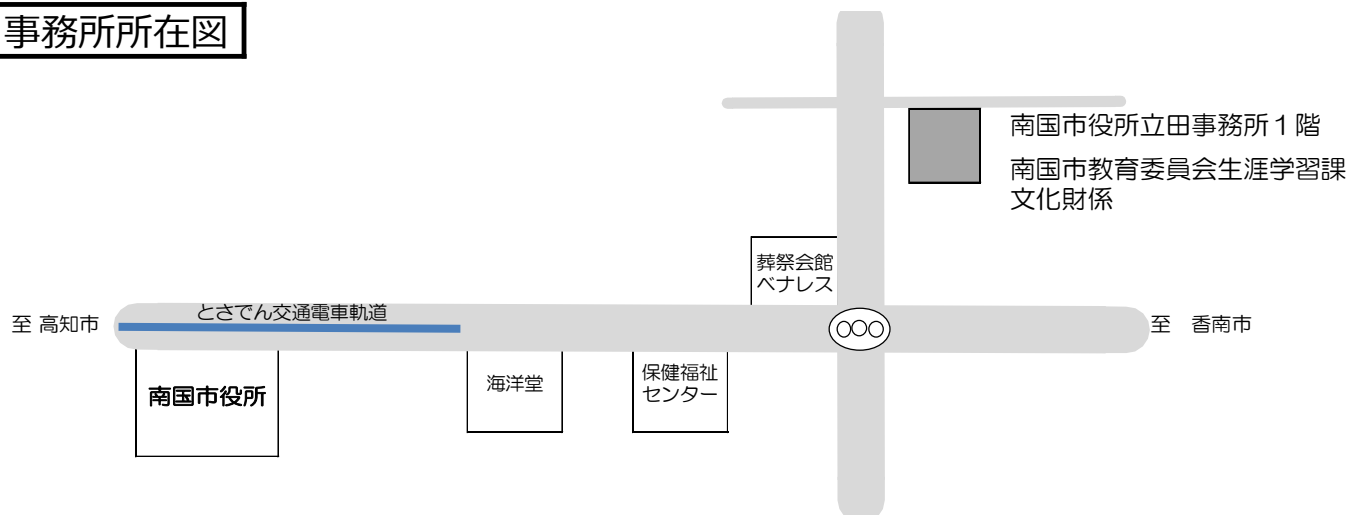 事務所所在図
南国市役所立田事務所１階
南国市教育委員会生涯学習課
文化財係
葬祭会館
ベナレス
とさでん交通電車軌道
至 高知市
至　香南市
南国市役所
海洋堂
保健福祉
センター